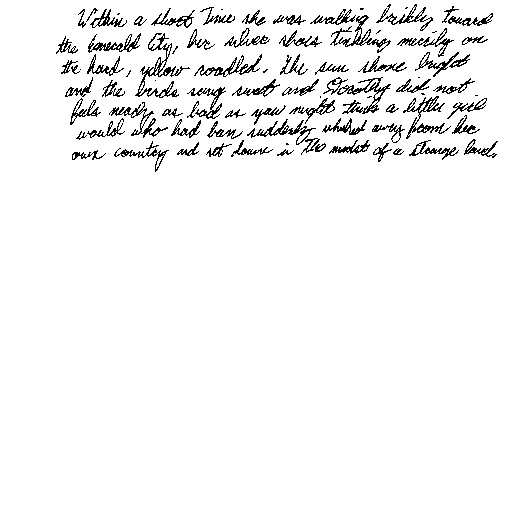 Within a short time she was walking briskly toward
the Emerald City, her silver shoes tinkling merrily on
the hard, yellow roadbed. The sun shone bright
and the birds sang sweet and Dorothy did not
feel nearly as bad as you might think a little girl
would who had been suddenly whisked away from her
own country and set down in the midst of a strange land.